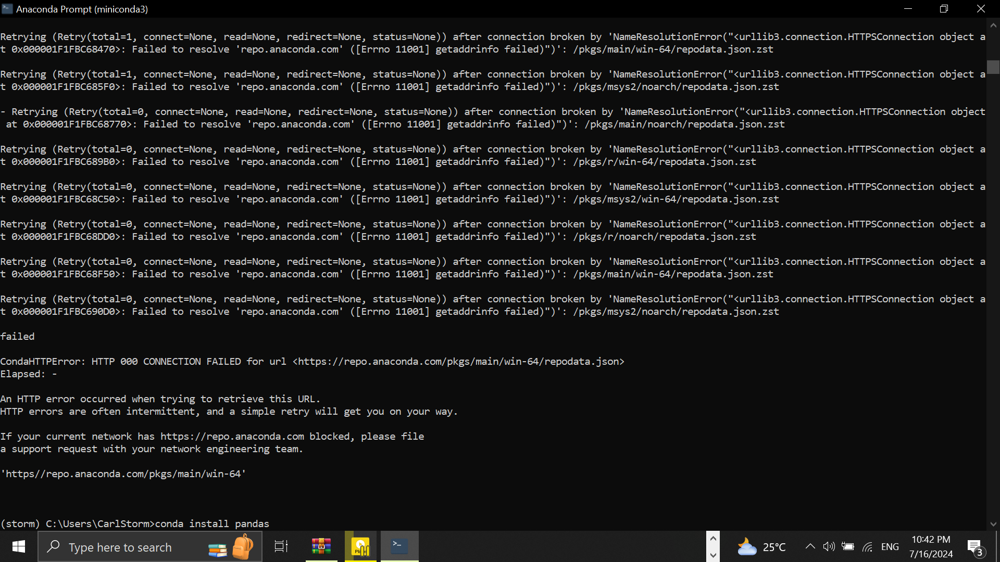 Anaconda Prompt (miniconda3)
Retrying (Retry(total=1, connect=None, read=None, redirect=None, status=None)) after connection broken by 'NameResolutionError("<urllib3.connection.HTTPSConnection object a
t 0x000001F1FBC68470>: Failed to resolve 'repo.anaconda.com' ([Errno 11001] getaddrinfo failed)")': /pkgs/main/win-64/repodata.json.zst
Retrying (Retry(total=1, connect=None, read=None, redirect=None, status=None)) after connection broken by 'NameResolutionError("<urllib3.connection.HTTPSConnection object a
t 0x000001F1FBC685F0>: Failed to resolve 'repo.anaconda.com' ([Errno 11001] getaddrinfo failed)")': /pkgs/msys2/noarch/repodata.json.zst
- Retrying (Retry(total=0, connect=None, read=None, redirect=None, status=None)) after connection broken by 'NameResolutionError("<urllib3.connection.HTTPSConnection object
at 0x000001F1FBC68770>: Failed to resolve 'repo.anaconda.com' ([Errno 11001] getaddrinfo failed)")': /pkgs/main/noarch/repodata.json.zst
Retrying (Retry(total=0, connect=None, read=None, redirect=None, status=None)) after connection broken by 'NameResolutionError("<urllib3.connection.HTTPSConnection object a
t 0x000001F1FBC689B0>: Failed to resolve 'repo.anaconda.com' ([Errno 11001] getaddrinfo failed)")': /pkgs/r/win-64/repodata.json.zst
Retrying (Retry(total=0, connect=None, read=None, redirect=None, status=None)) after connection broken by 'NameResolutionError("<urllib3.connection.HTTPSConnection object a
t 0x000001F1FBC68C50>: Failed to resolve 'repo.anaconda.com' ([Errno 11001] getaddrinfo failed)")': /pkgs/msys2/win-64/repodata.json.zst
Retrying (Retry(total=0, connect=None, read=None, redirect=None, status=None)) after connection broken by 'NameResolutionError("<urllib3.connection.HTTPSConnection object a
t 0x000001F1FBC68DD0>: Failed to resolve 'repo.anaconda.com' ([Errno 11001] getaddrinfo failed)")': /pkgs/r/noarch/repodata.json.zst
Retrying (Retry(total=0, connect=None, read=None, redirect=None, status=None)) after connection broken by 'NameResolutionError("<urllib3.connection.HTTPSConnection object a
t 0x000001F1FBC68F50>: Failed to resolve 'repo.anaconda.com' ([Errno 11001] getaddrinfo failed)")': /pkgs/main/win-64/repodata.json.zst
Retrying (Retry(total=0, connect=None, read=None, redirect=None, status=None)) after connection broken by 'NameResolutionError("<urllib3.connection.HTTPSConnection object a
t 0x000001F1FBC690D0>: Failed to resolve 'repo.anaconda.com' ([Errno 11001] getaddrinfo failed)")': /pkgs/msys2/noarch/repodata.json.zst
failed
CondaHTTPError: HTTP 000 CONNECTION FAILED for url <https://repo.anaconda.com/pkgs/main/win-64/repodata.json>
Elapsed: -
An HTTP error occurred when trying to retrieve this URL.
HTTP errors are often intermittent, and a simple retry will get you on your way.
If your current network has https://repo.anaconda.com blocked, please file
a support request with your network engineering team.
'https//repo.anaconda.com/pkgs/main/win-64'
(storm) C:\Users\CarlStorm>conda install pandas
Type here to search
25°C
ENG
10:42 PM
7/16/2024
3